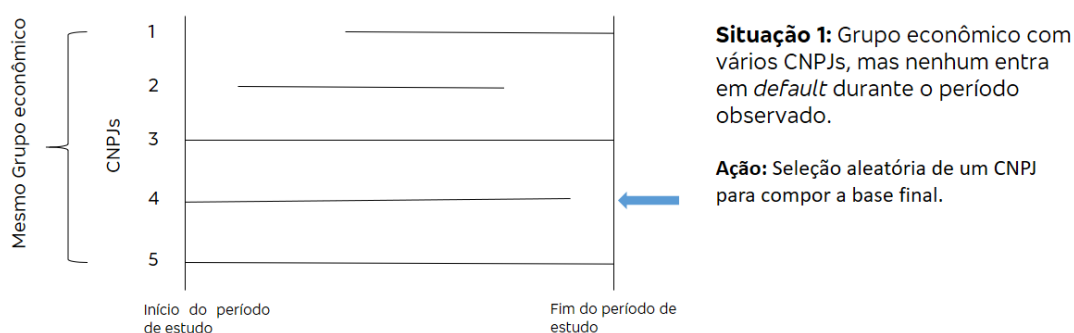 Mesmo Grupo econômico
CNPJs
1
2
3
4
5
Início do período
de estudo
Fim do período de
estudo
Situação 1: Grupo econômico com
vários CNPJs, mas nenhum entra
em default durante o período
observado.
Ação: Seleção aleatória de um CNPJ
para compor a base final.